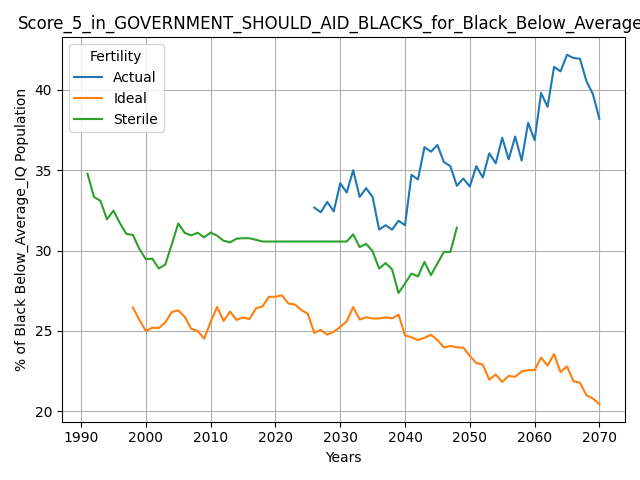 Score_5_in_GOVERNMENT_SHOULD_AID_BLACKS_for_Black_Below_Average
Fertility
Actual
Ideal
Sterile
% of Black Below_Average_IQ Population
40
35
30
25
20
1990 2000 2010 2020 2030 2040 2050 2060 2070
Years